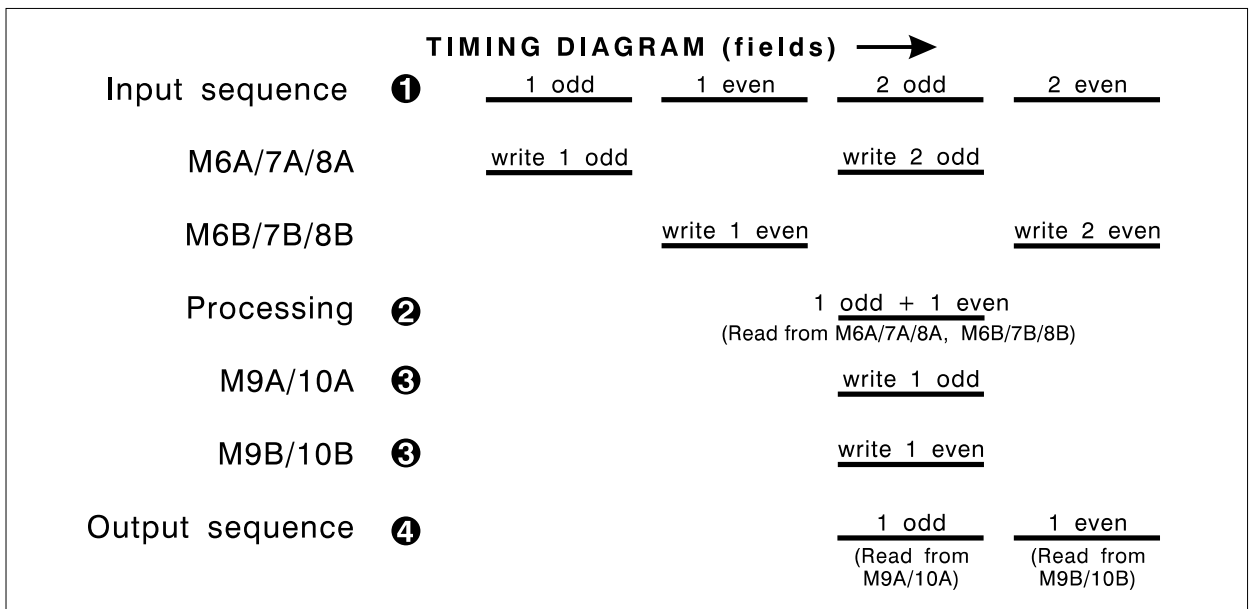 TIMING DIAGRAM (fields) ⟶
Input sequence ❶ 1 odd 1 even 2 odd 2 even
M6A/7A/8A write 1 odd write 2 odd
M6B/7B/8B write 1 even write 2 even
Processing ❷ 1 odd + 1 even
(Read from M6A/7A/8A, M6B/7B/8B)
M9A/10A ❸ write 1 odd
M9B/10B ❸ write 1 even
Output sequence ❹ 1 odd 1 even
(Read from (Read from
M9A/10A) M9B/10B)